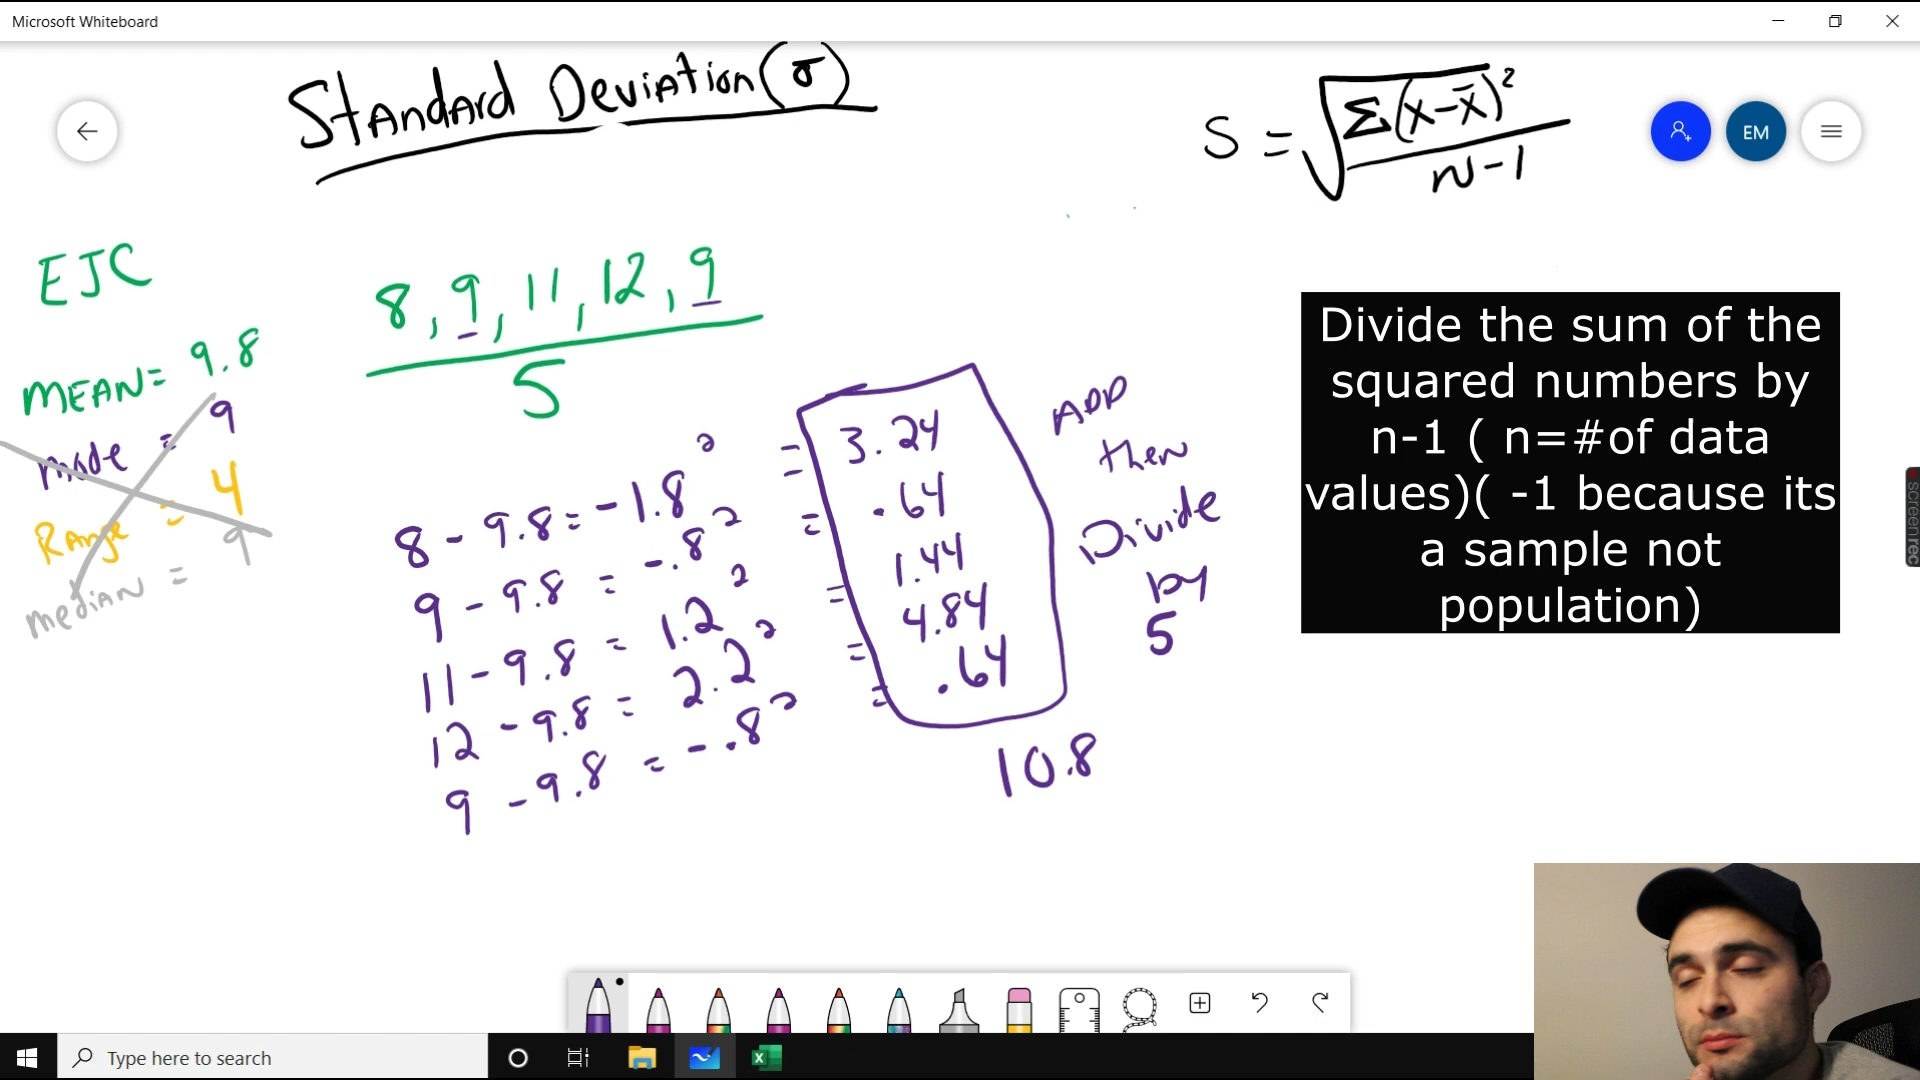 Microsoft Whiteboard
Standard Deviation (σ)
S = √Σ(x-x̄)²
n-1
EM
EJC
8, 9, 11, 12, 9
5
MEAN = 9.8
mode = 9
Range = 4
median = 9
8 - 9.8 = -1.8² = 3.24
9 - 9.8 = -.8² = .64
11 - 9.8 = 1.2² = 1.44
12 - 9.8 = 2.2² = 4.84
9 - 9.8 = -.8² = .64
10.8
ADD
then
Divide
by
5
Divide the sum of the
squared numbers by
n-1 ( n=#of data
values)( -1 because its
a sample not
population)
screenrec
Type here to search